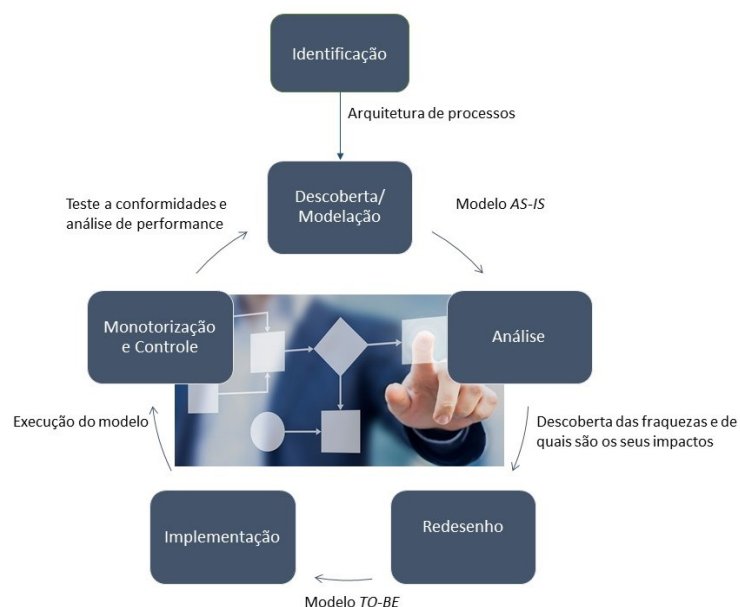 Identificação
Arquitetura de processos
Descoberta/
Modelação
Teste a conformidades e
análise de performance
Modelo AS-IS
Monotorização
e Controle
Análise
Execução do modelo
Descoberta das fraquezas e de
quais são os seus impactos
Implementação
Redesenho
Modelo TO-BE